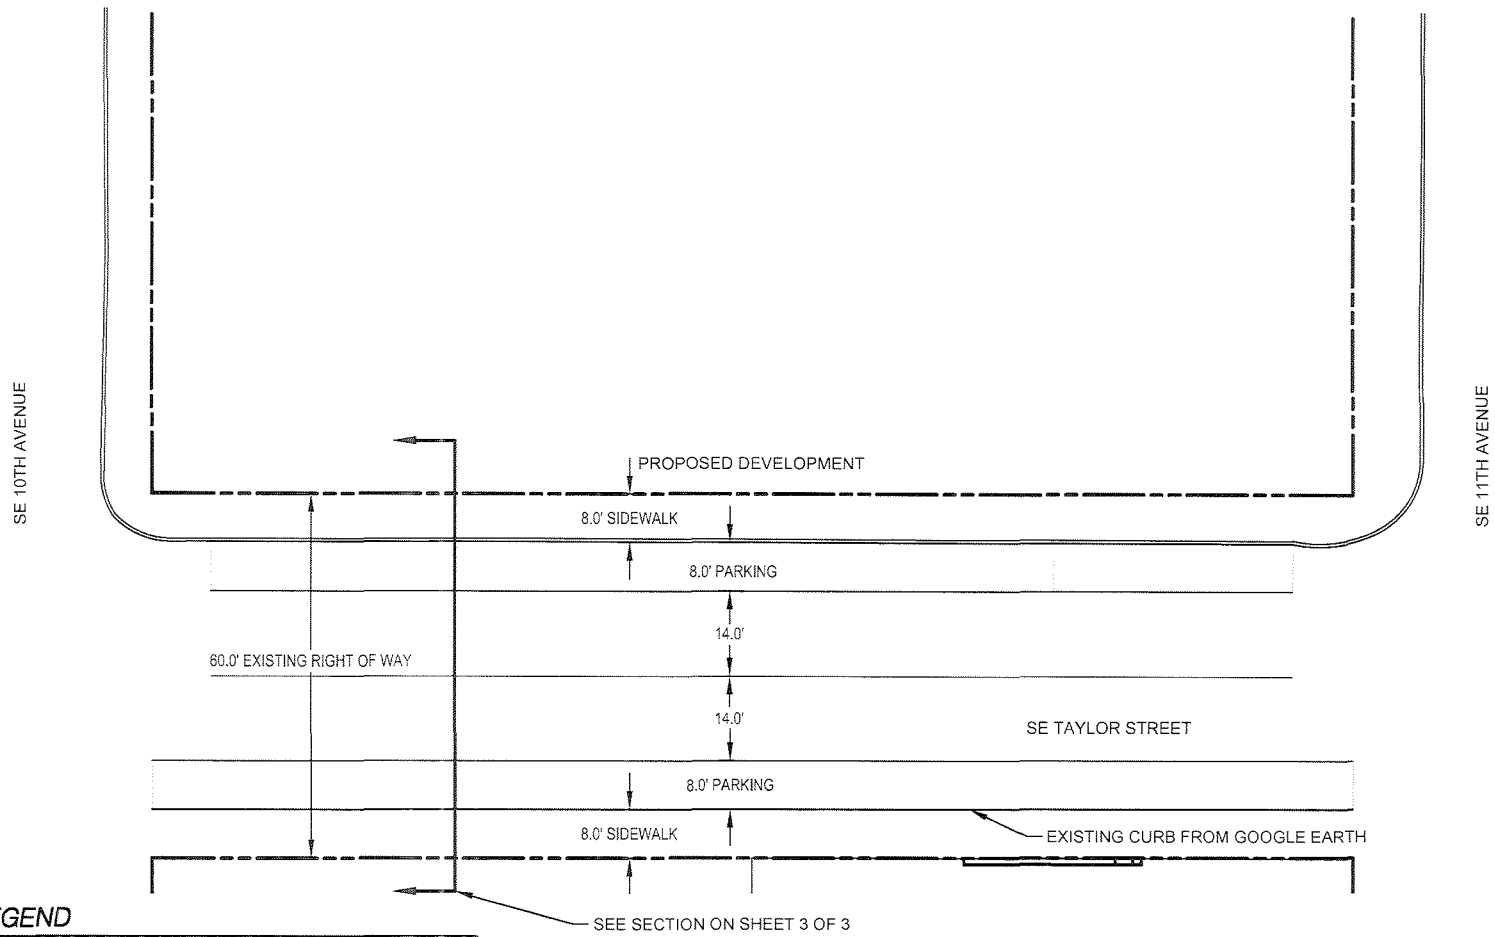 SE 10TH AVENUE
SE 11TH AVENUE
PROPOSED DEVELOPMENT
8.0' SIDEWALK
8.0' PARKING
14.0'
60.0' EXISTING RIGHT OF WAY
14.0'
SE TAYLOR STREET
8.0' PARKING
8.0' SIDEWALK
EXISTING CURB FROM GOOGLE EARTH
GEND
SEE SECTION ON SHEET 3 OF 3